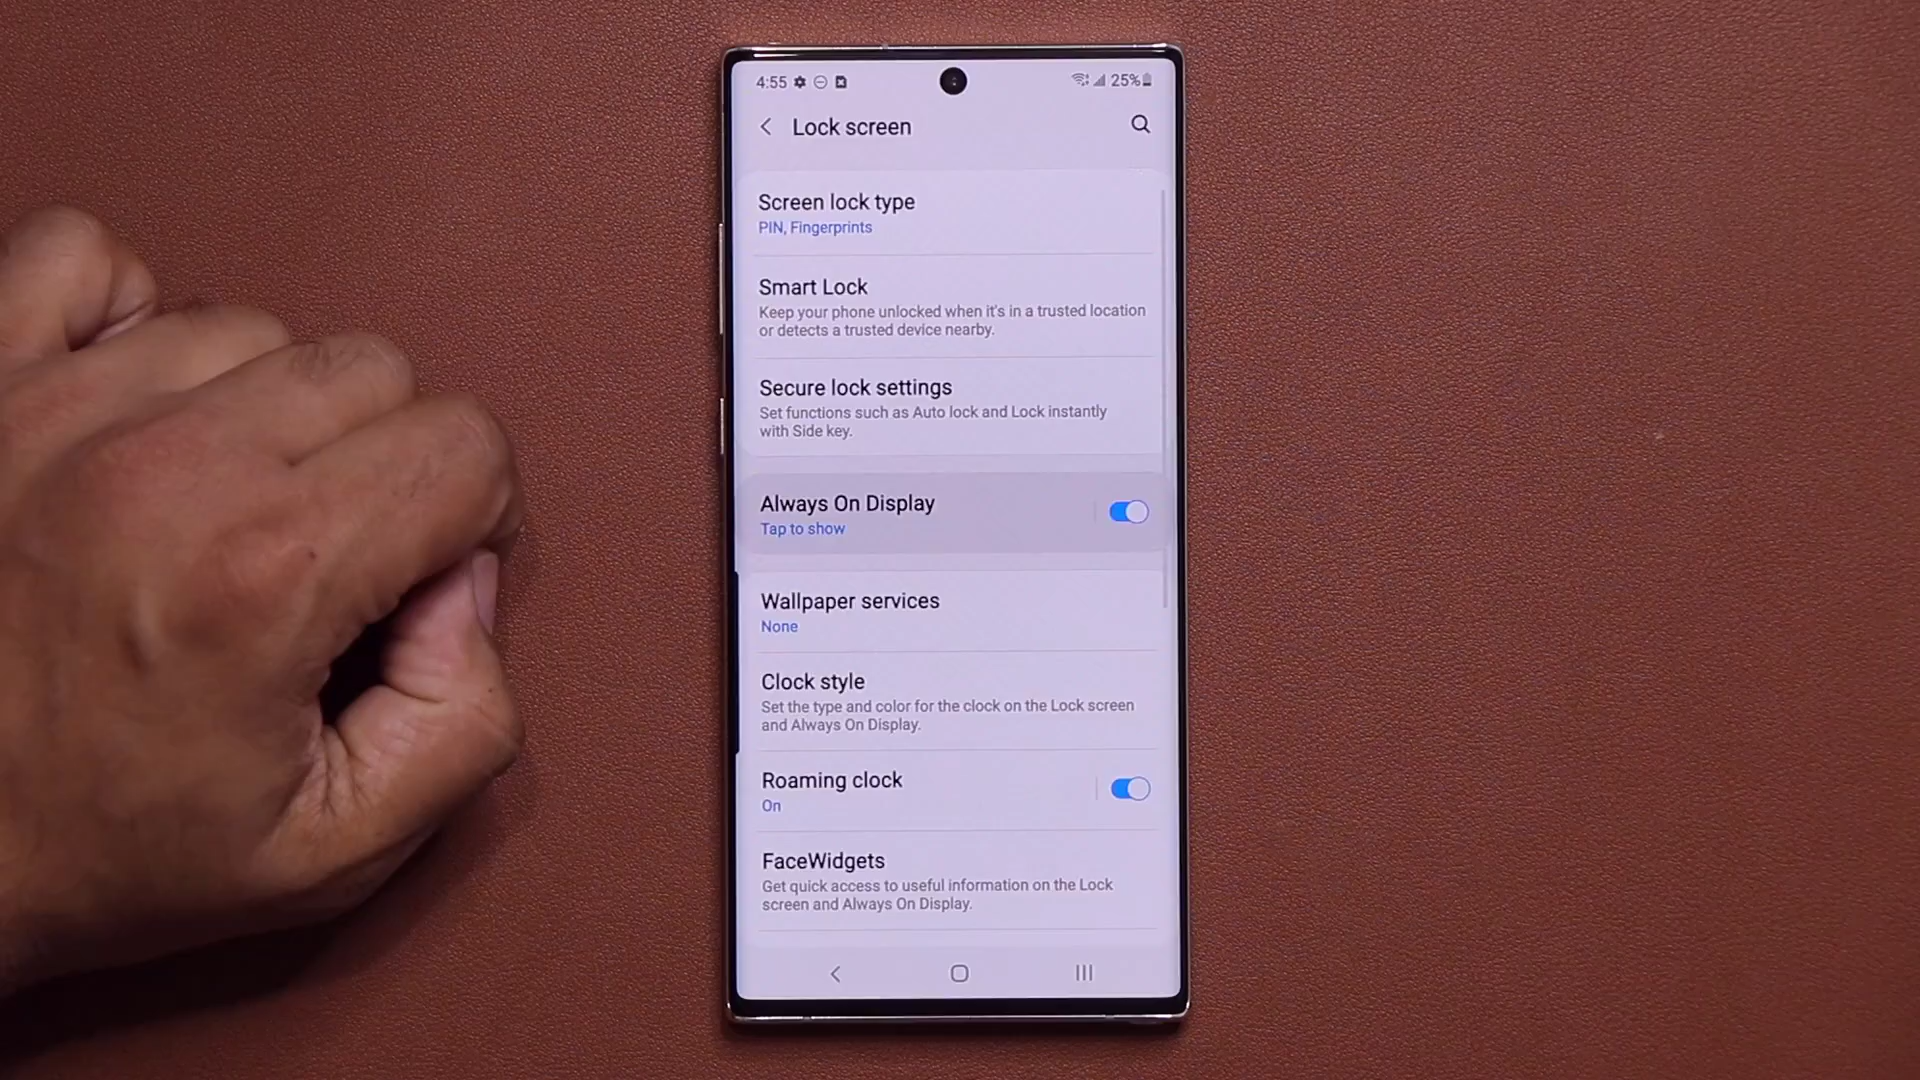 4:55
25%
Lock screen
Screen lock type
PIN, Fingerprints
Smart Lock
Keep your phone unlocked when it's in a trusted location
or detects a trusted device nearby.
Secure lock settings
Set functions such as Auto lock and Lock instantly
with Side key.
Always On Display
Tap to show
Wallpaper services
None
Clock style
Set the type and color for the clock on the Lock screen
and Always On Display.
Roaming clock
On
FaceWidgets
Get quick access to useful information on the Lock
screen and Always On Display.